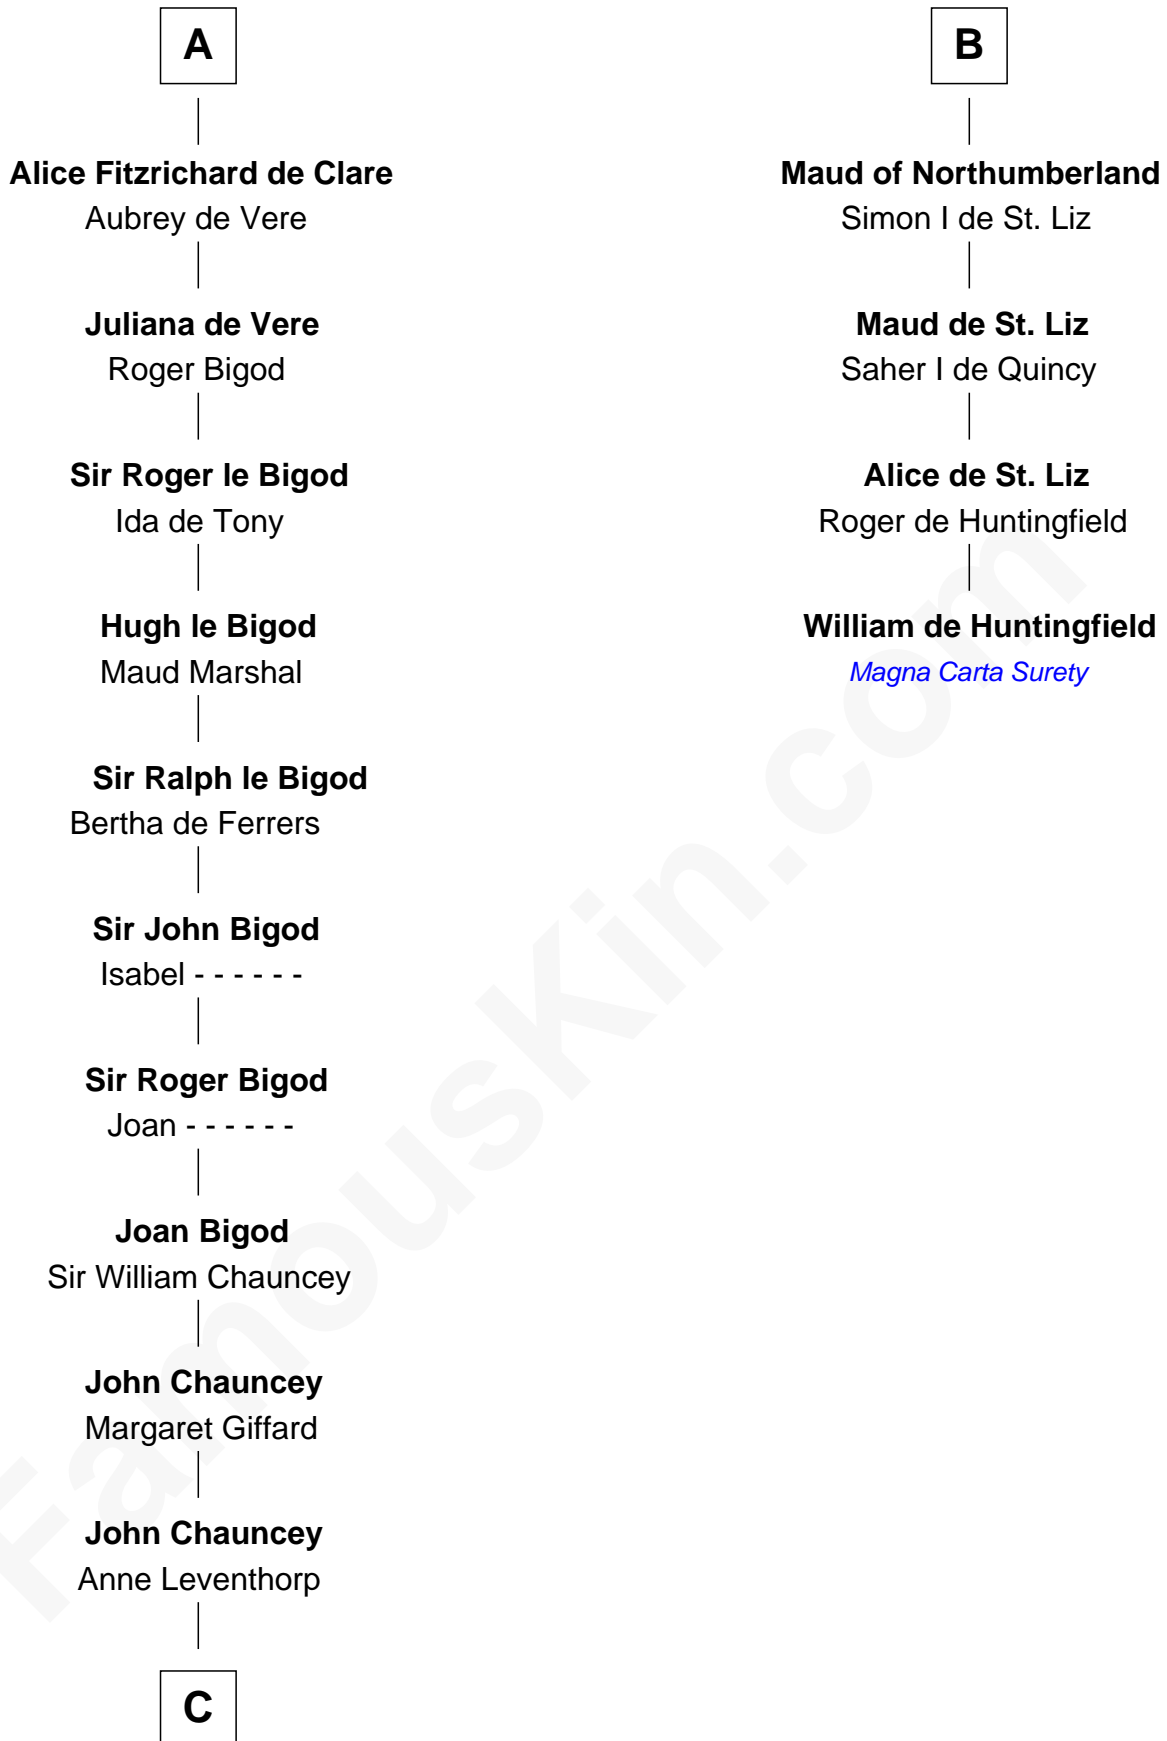 A
Alice Fitzrichard de Clare
Aubrey de Vere
Juliana de Vere
Roger Bigod
Sir Roger le Bigod
Ida de Tony
Hugh le Bigod
Maud Marshal
Sir Ralph le Bigod
Bertha de Ferrers
Sir John Bigod
Isabel - - - - - -
Sir Roger Bigod
Joan - - - - - -
Joan Bigod
Sir William Chauncey
John Chauncey
Margaret Giffard
John Chauncey
Anne Leventhorp
C
B
Maud of Northumberland
Simon I de St. Liz
Maud de St. Liz
Saher I de Quincy
Alice de St. Liz
Roger de Huntingfield
William de Huntingfield
Magna Carta Surety
FamousKin.com